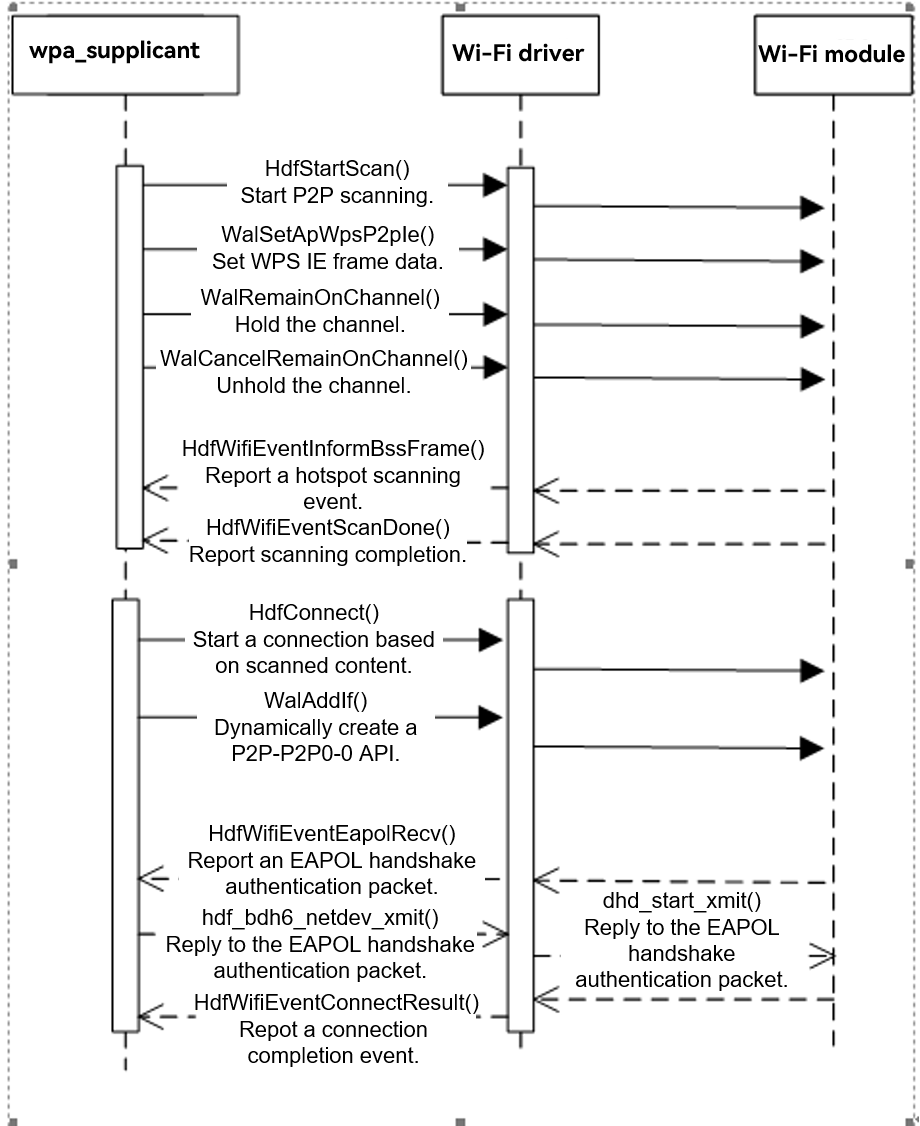 wpa_supplicant
Wi-Fi driver
Wi-Fi module
HdfStartScan()
Start P2P scanning.
WalSetApWpsP2pIe()
Set WPS IE frame data.
WalRemainOnChannel()
Hold the channel.
WalCancelRemainOnChannel()
Unhold the channel.
HdfWifiEventInformBssFrame()
Report a hotspot scanning
event.
HdfWifiEventScanDone()
Report scanning completion.
HdfConnect()
Start a connection based
on scanned content.
WalAddIf()
Dynamically create a
P2P-P2P0-0 API.
HdfWifiEventEapolRecv()
Report an EAPOL handshake
authentication packet.
hdf_bdh6_netdev_xmit()
Reply to the EAPOL handshake
authentication packet.
dhd_start_xmit()
Reply to the EAPOL
handshake
authentication packet.
HdfWifiEventConnectResult()
Repot a connection
completion event.